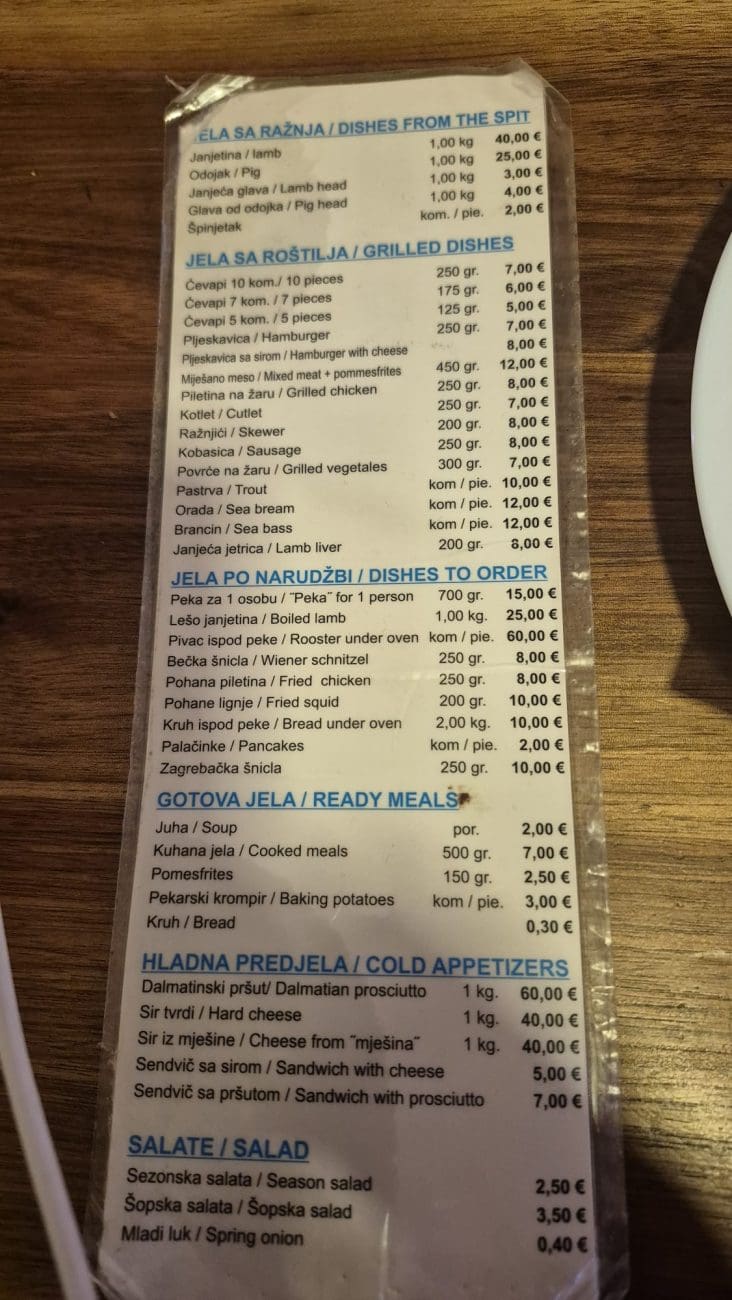 ELA SA RAŽNJA / DISHES FROM THE SPIT
Janjetina / lamb 1,00 kg 40,00 €
Odojak / Pig 1,00 kg 25,00 €
Janjeća glava / Lamb head 1,00 kg 3,00 €
Glava od odojka / Pig head 1,00 kg 4,00 €
Špinjetak kom. / pie. 2,00 €
JELA SA ROŠTILJA / GRILLED DISHES
Čevapi 10 kom./ 10 pieces 250 gr. 7,00 €
Čevapi 7 kom. / 7 pieces 175 gr. 6,00 €
Čevapi 5 kom. / 5 pieces 125 gr. 5,00 €
Pljeskavica / Hamburger 250 gr. 7,00 €
Pljeskavica sa sirom / Hamburger with cheese 8,00 €
Miješano meso / Mixed meat + pommesfrites 450 gr. 12,00 €
Piletina na žaru / Grilled chicken 250 gr. 8,00 €
Kotlet / Cutlet 250 gr. 7,00 €
Ražnjići / Skewer 200 gr. 8,00 €
Kobasica / Sausage 250 gr. 8,00 €
Povrće na žaru / Grilled vegetales 300 gr. 7,00 €
Pastrva / Trout kom / pie. 10,00 €
Orada / Sea bream kom / pie. 12,00 €
Brancin / Sea bass kom / pie. 12,00 €
Janjeća jetrica / Lamb liver 200 gr. 8,00 €
JELA PO NARUDŽBI / DISHES TO ORDER
Peka za 1 osobu / ˝Peka˝ for 1 person 700 gr. 15,00 €
Lešo janjetina / Boiled lamb 1,00 kg. 25,00 €
Pivac ispod peke / Rooster under oven kom / pie. 60,00 €
Bečka šnicla / Wiener schnitzel 250 gr. 8,00 €
Pohana piletina / Fried chicken 250 gr. 8,00 €
Pohane lignje / Fried squid 200 gr. 10,00 €
Kruh ispod peke / Bread under oven 2,00 kg. 10,00 €
Palačinke / Pancakes kom / pie. 2,00 €
Zagrebačka šnicla 250 gr. 10,00 €
GOTOVA JELA / READY MEALS
Juha / Soup por. 2,00 €
Kuhana jela / Cooked meals 500 gr. 7,00 €
Pomesfrites 150 gr. 2,50 €
Pekarski krompir / Baking potatoes kom / pie. 3,00 €
Kruh / Bread 0,30 €
HLADNA PREDJELA / COLD APPETIZERS
Dalmatinski pršut/ Dalmatian prosciutto 1 kg. 60,00 €
Sir tvrdi / Hard cheese 1 kg. 40,00 €
Sir iz mješine / Cheese from ˝mješina˝ 1 kg. 40,00 €
Sendvič sa sirom / Sandwich with cheese 5,00 €
Sendvič sa pršutom / Sandwich with prosciutto 7,00 €
SALATE / SALAD
Sezonska salata / Season salad 2,50 €
Šopska salata / Šopska salad 3,50 €
Mladi luk / Spring onion 0,40 €